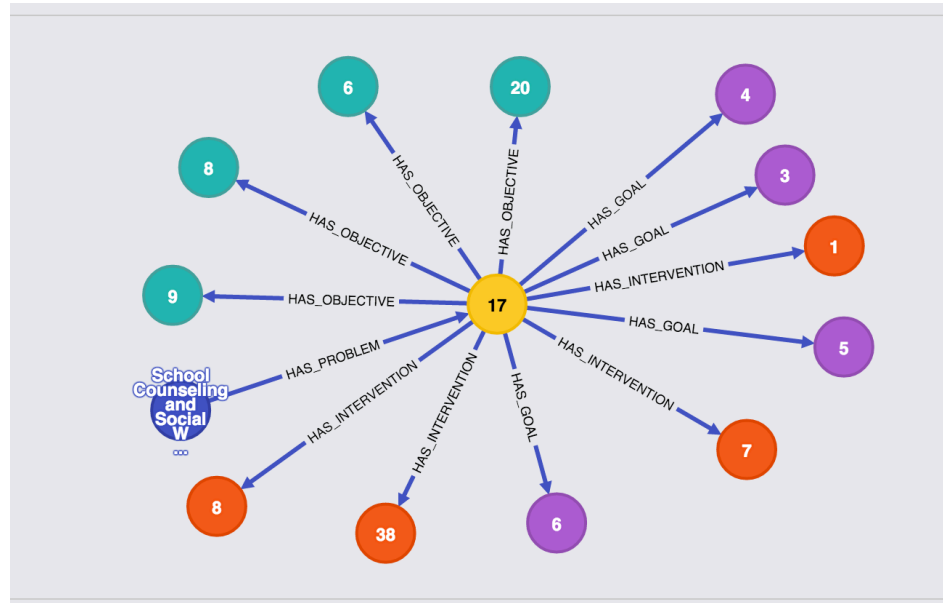 6
20
4
8
3
1
HAS_OBJECTIVE
HAS_OBJECTIVE
HAS_GOAL
HAS_OBJECTIVE
HAS_GOAL
HAS_INTERVENTION
9
HAS_OBJECTIVE
17
HAS_GOAL
5
HAS_PROBLEM
School
Counseling
and
Social
W
...
HAS_INTERVENTION
HAS_INTERVENTION
HAS_GOAL
HAS_INTERVENTION
7
8
38
6